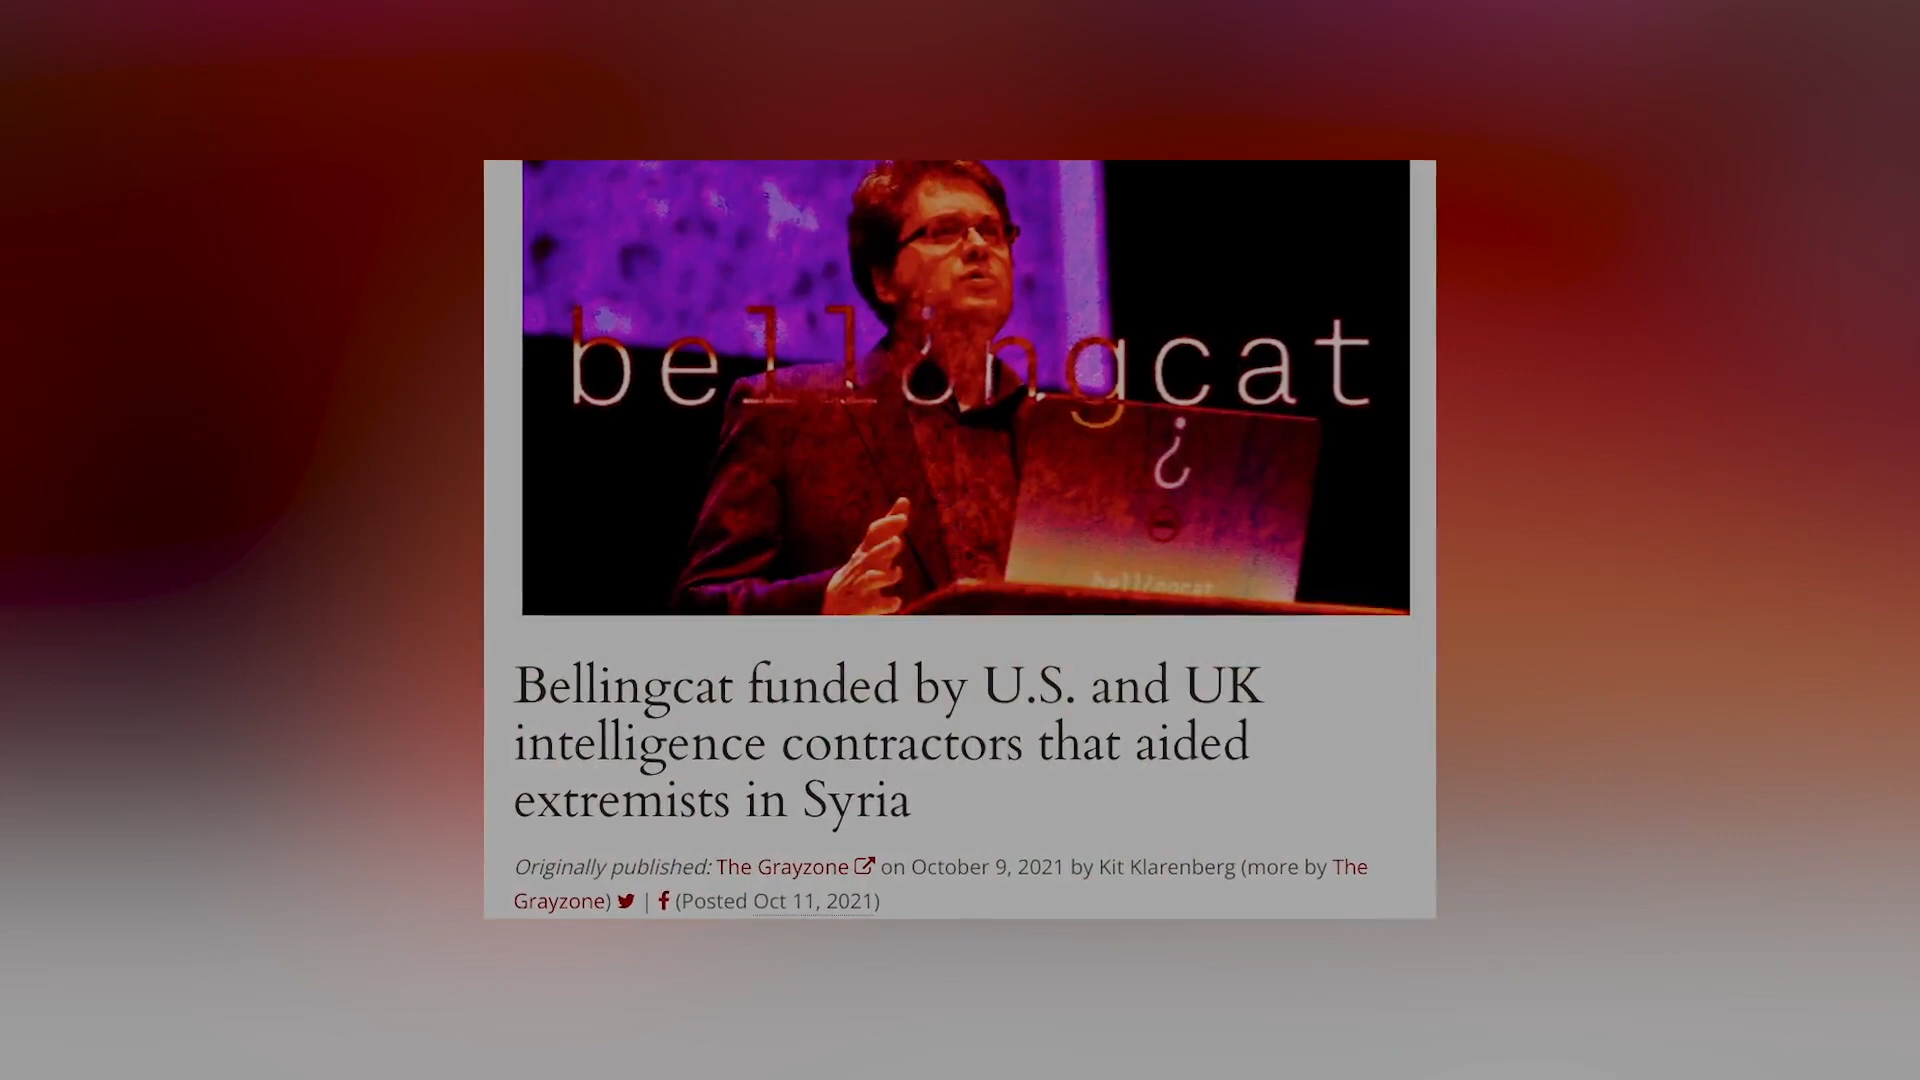 bellingcat
bellingcat
Bellingcat funded by U.S. and UK
intelligence contractors that aided
extremists in Syria
Originally published: The Grayzone on October 9, 2021 by Kit Klarenberg (more by The
Grayzone) | (Posted Oct 11, 2021)